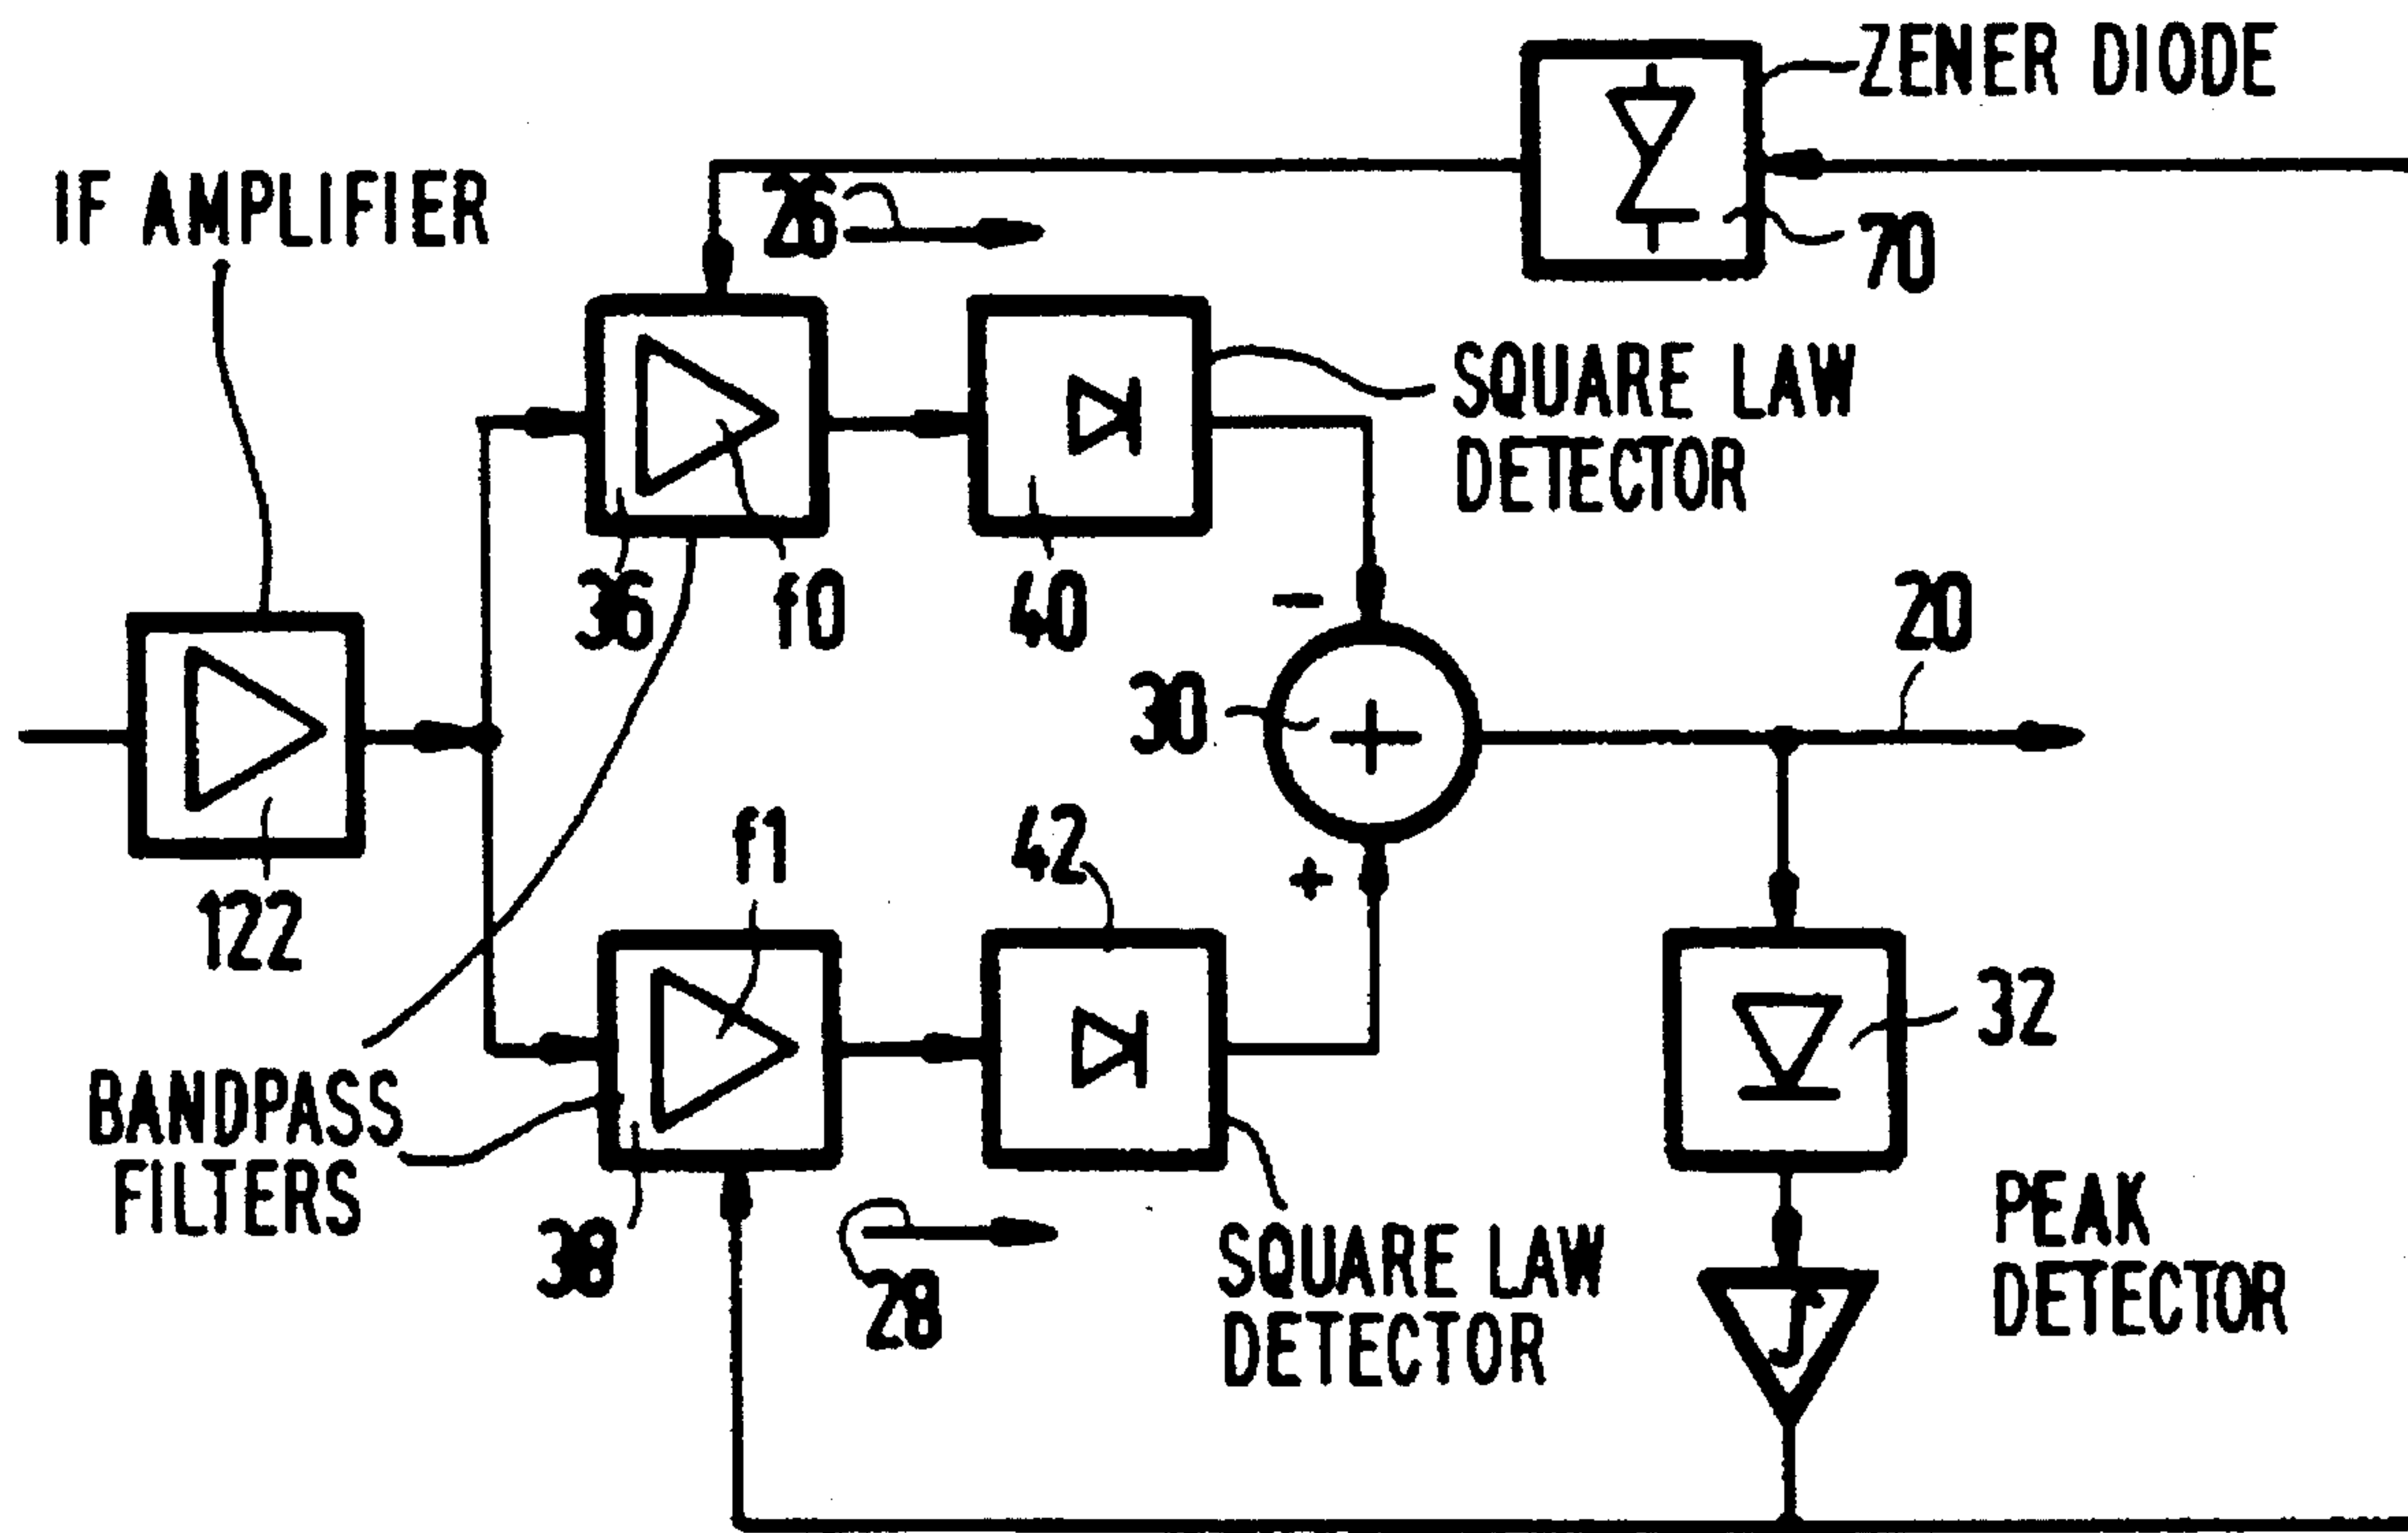 ZENER DIODE
IF AMPLIFIER
26
70
SQUARE LAW
DETECTOR
36
f0
40
20
-
30
+
f1
42
+
122
32
BANDPASS
FILTERS
PEAK
DETECTOR
38
28
SQUARE LAW
DETECTOR